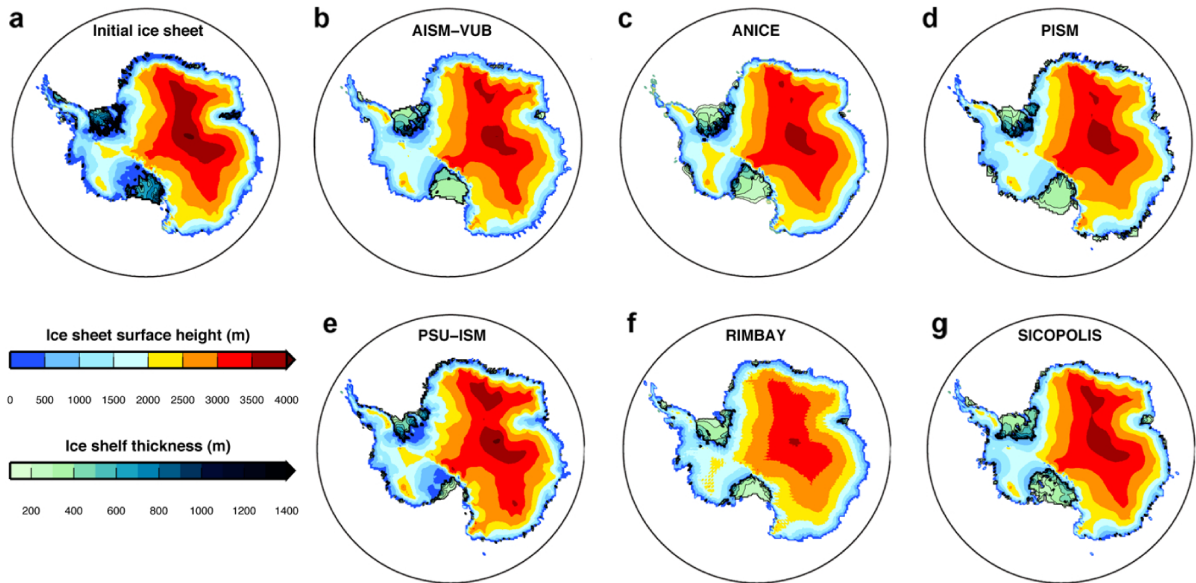 a
Initial ice sheet
b
AISM–VUB
c
ANICE
d
PISM
Ice sheet surface height (m)
0 500 1000 1500 2000 2500 3000 3500 4000
Ice shelf thickness (m)
200 400 600 800 1000 1200 1400
e
PSU–ISM
f
RIMBAY
g
SICOPOLIS